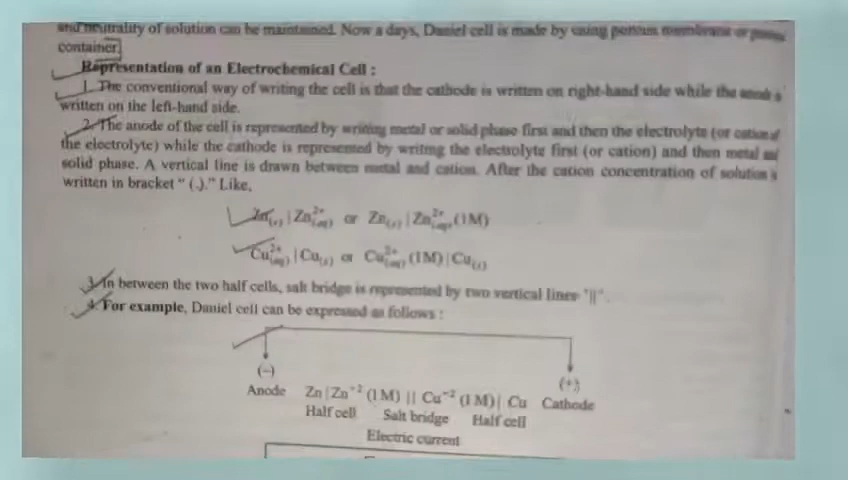 and neutrality of solution can be maintained. Now a days, Daniel cell is made by using porous membrane or porous
container.
Representation of an Electrochemical Cell :
1. The conventional way of writing the cell is that the cathode is written on right-hand side while the anode is
written on the left-hand side.
2. The anode of the cell is represented by writing metal or solid phase first and then the electrolyte (or cation of
the electrolyte) while the cathode is represented by writing the electrolyte first (or cation) and then metal and
solid phase. A vertical line is drawn between metal and cation. After the cation concentration of solution is
written in bracket " (.)." Like,
Zn(s) | Zn2+(aq) or Zn(s) | Zn2+(aq) (1M)
Cu2+(aq) | Cu(s) or Cu2+(aq) (1M) | Cu(s)
3. In between the two half cells, salt bridge is represented by two vertical lines "||".
4. For example, Daniel cell can be expressed as follows :
(–) (+)
Anode Zn | Zn+2 (1M) || Cu+2 (1M) | Cu Cathode
Half cell Salt bridge Half cell
Electric current